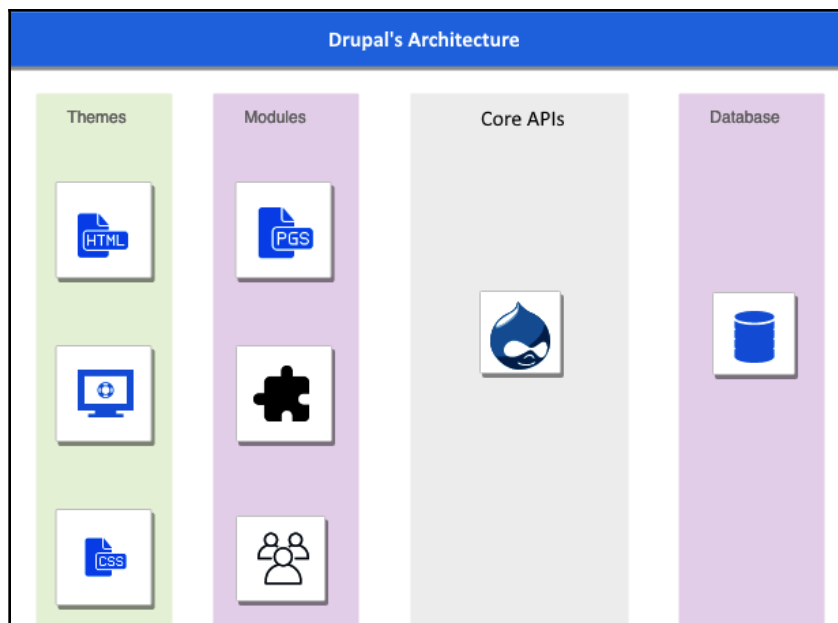 Drupal's Architecture
Themes
Modules
Core APIs
Database
HTML
PGS
CSS